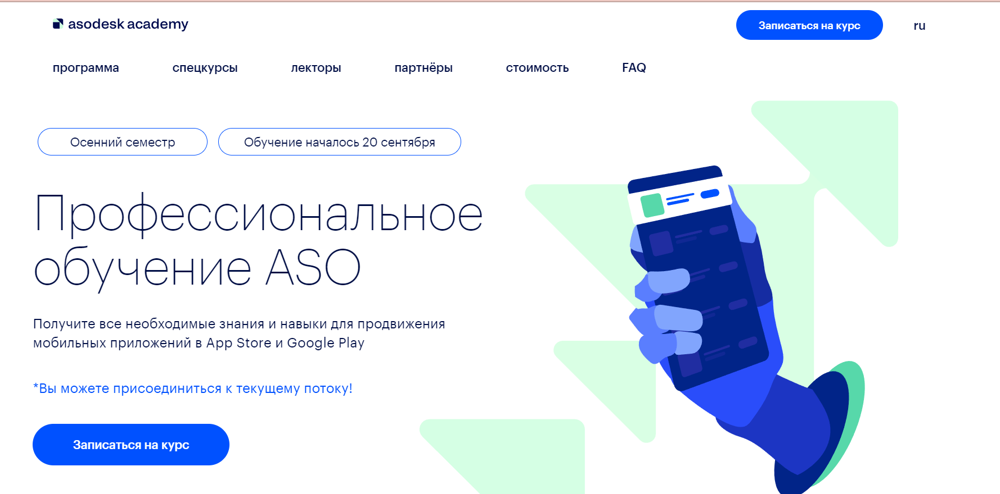 asodesk academy
Записаться на курс
ru
программа
спецкурсы
лекторы
партнёры
стоимость
FAQ
Осенний семестр
Обучение началось 20 сентября
Профессиональное
обучение ASO
Получите все необходимые знания и навыки для продвижения
мобильных приложений в App Store и Google Play
*Вы можете присоединиться к текущему потоку!
Записаться на курс